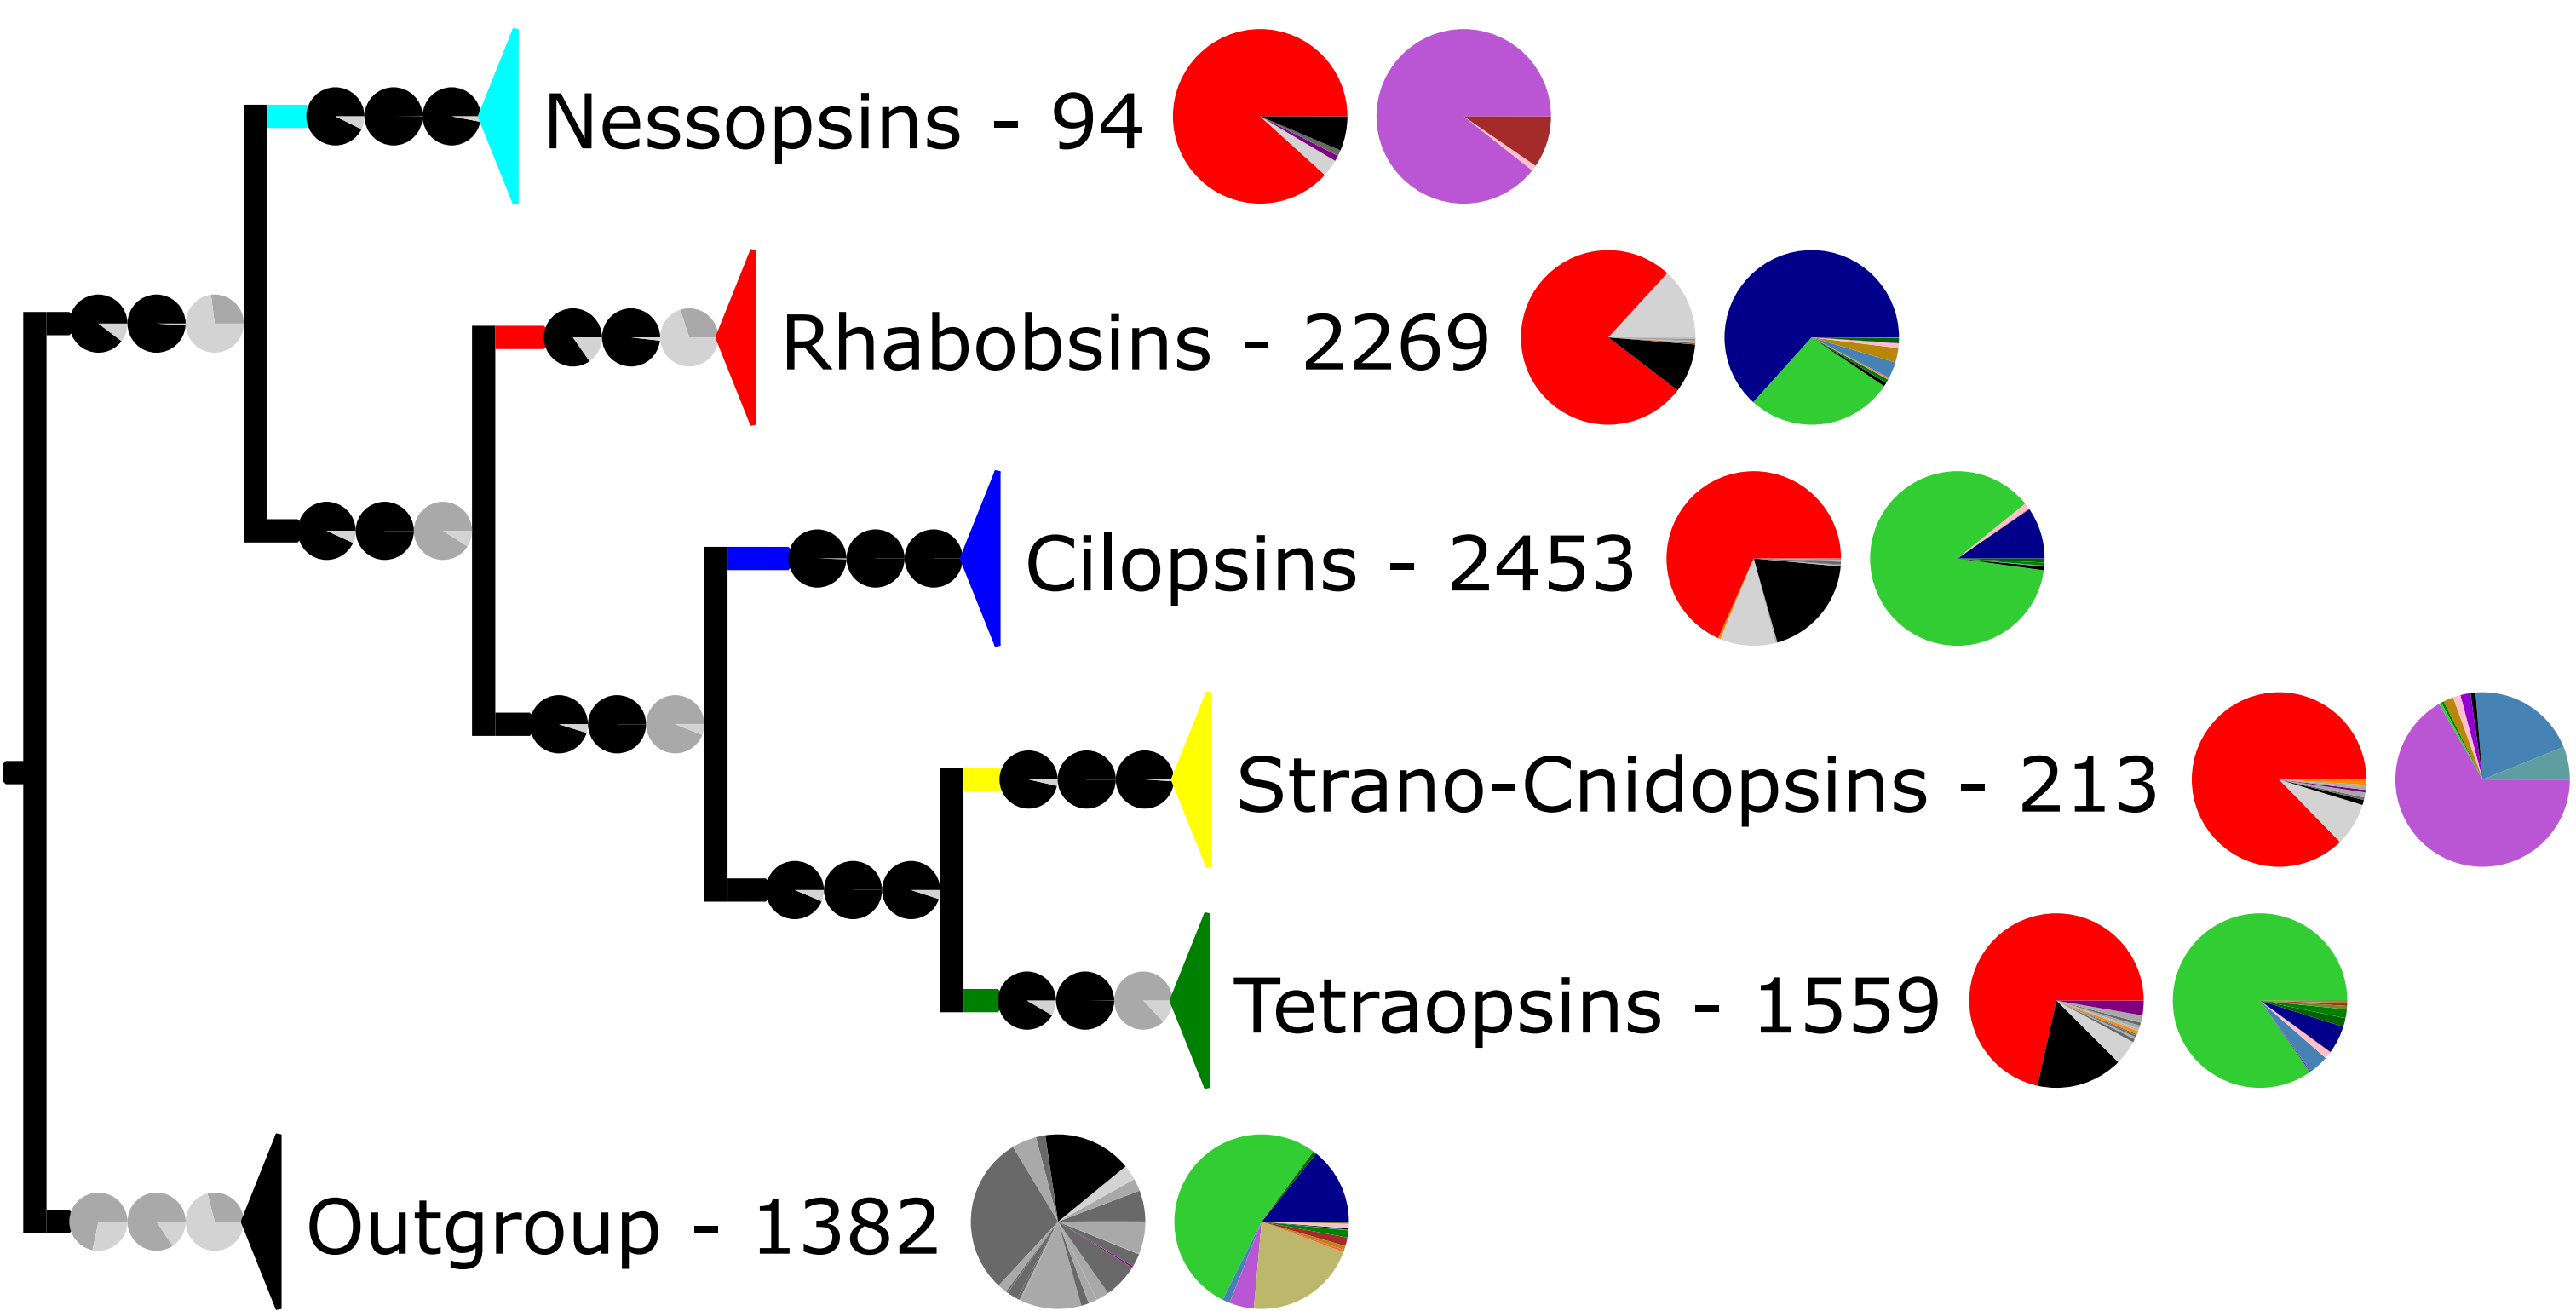 Nessopsins - 94
Rhabobsins - 2269
Cilopsins - 2453
Strano-Cnidopsins - 213
Tetraopsins - 1559
Outgroup - 1382